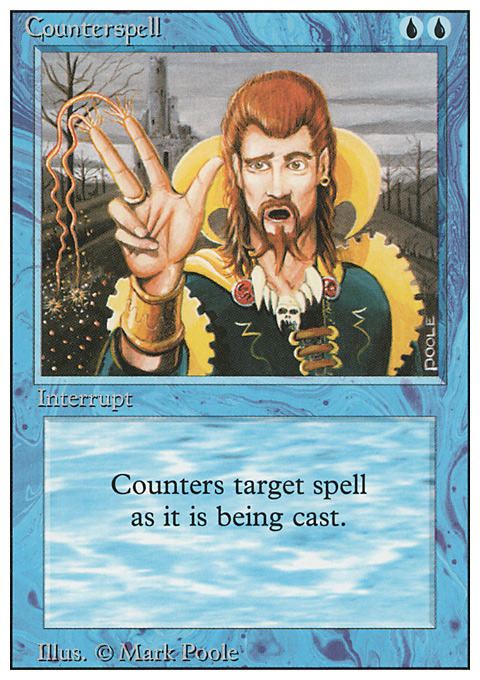 Counterspell
POOLE
Interrupt
Counters target spell
as it is being cast.
Illus. © Mark Poole